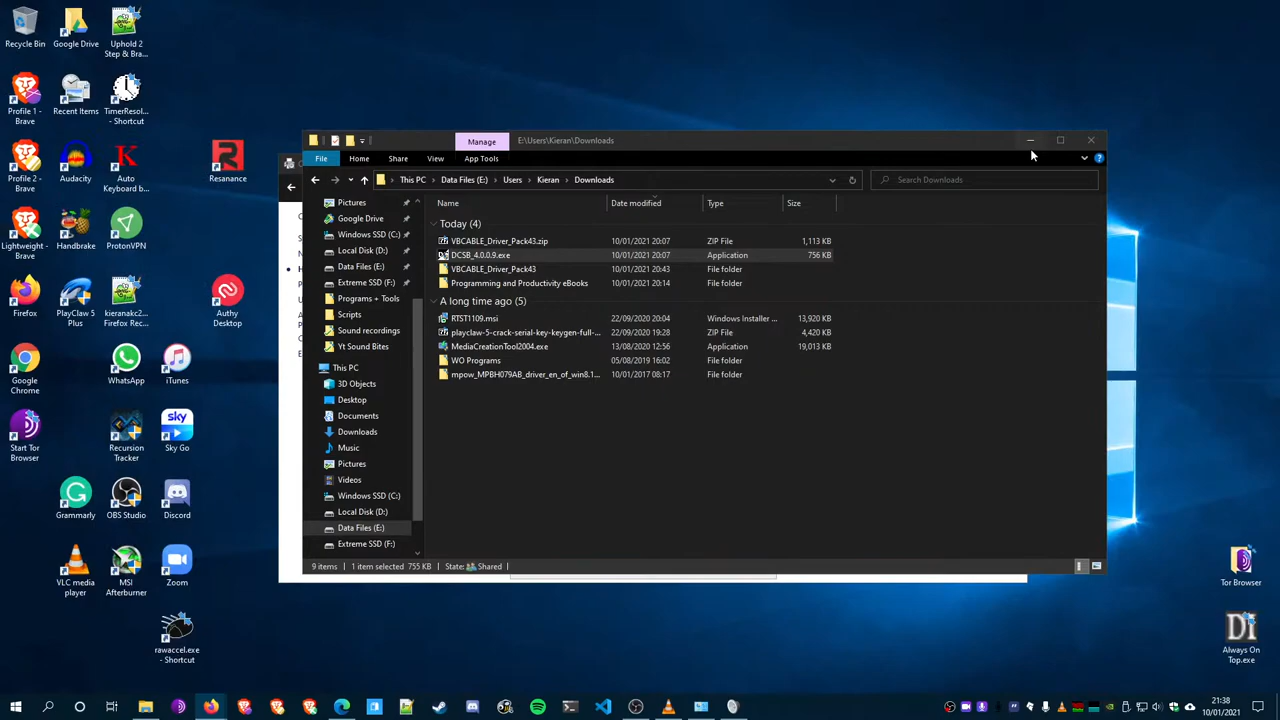 Recycle Bin
Google Drive
Uphold 2
Step & Bra...
Profile 1 -
Brave
Recent Items
TimerResol...
- Shortcut
Profile 2 -
Brave
Audacity
Auto
Keyboard b...
Resanance
Lightweight -
Brave
Handbrake
ProtonVPN
Firefox
PlayClaw 5
Plus
kieranakc2...
Firefox Rec...
Authy
Desktop
Google
Chrome
WhatsApp
iTunes
Start Tor
Browser
Recursion
Tracker
Sky Go
Grammarly
OBS Studio
Discord
VLC media
player
MSI
Afterburner
Zoom
rawaccel.exe
- Shortcut
Manage
E:\Users\Kieran\Downloads
File
Home
Share
View
App Tools
This PC
Data Files (E:)
Users
Kieran
Downloads
Search Downloads
Pictures
Google Drive
Windows SSD (C:)
Local Disk (D:)
Data Files (E:)
Extreme SSD (F:)
Programs + Tools
Scripts
Sound recordings
Yt Sound Bites
This PC
3D Objects
Desktop
Documents
Downloads
Music
Pictures
Videos
Windows SSD (C:)
Local Disk (D:)
Data Files (E:)
Extreme SSD (F:)
Name Date modified Type Size
Today (4)
VBCABLE_Driver_Pack43.zip 10/01/2021 20:07 ZIP File 1,113 KB
DCSB_4.0.0.9.exe 10/01/2021 20:07 Application 756 KB
VBCABLE_Driver_Pack43 10/01/2021 20:43 File folder
Programming and Productivity eBooks 10/01/2021 20:14 File folder
A long time ago (5)
RTST1109.msi 22/09/2020 20:04 Windows Installer ... 13,920 KB
playclaw-5-crack-serial-key-keygen-full-... 22/09/2020 19:28 ZIP File 4,420 KB
MediaCreationTool2004.exe 13/08/2020 12:56 Application 19,013 KB
WO Programs 05/08/2019 16:02 File folder
mpow_MPBH079AB_driver_en_of_win8.1... 10/01/2017 08:17 File folder
9 items
1 item selected 755 KB
State: Shared
Tor Browser
Always On
Top.exe
21:38
10/01/2021